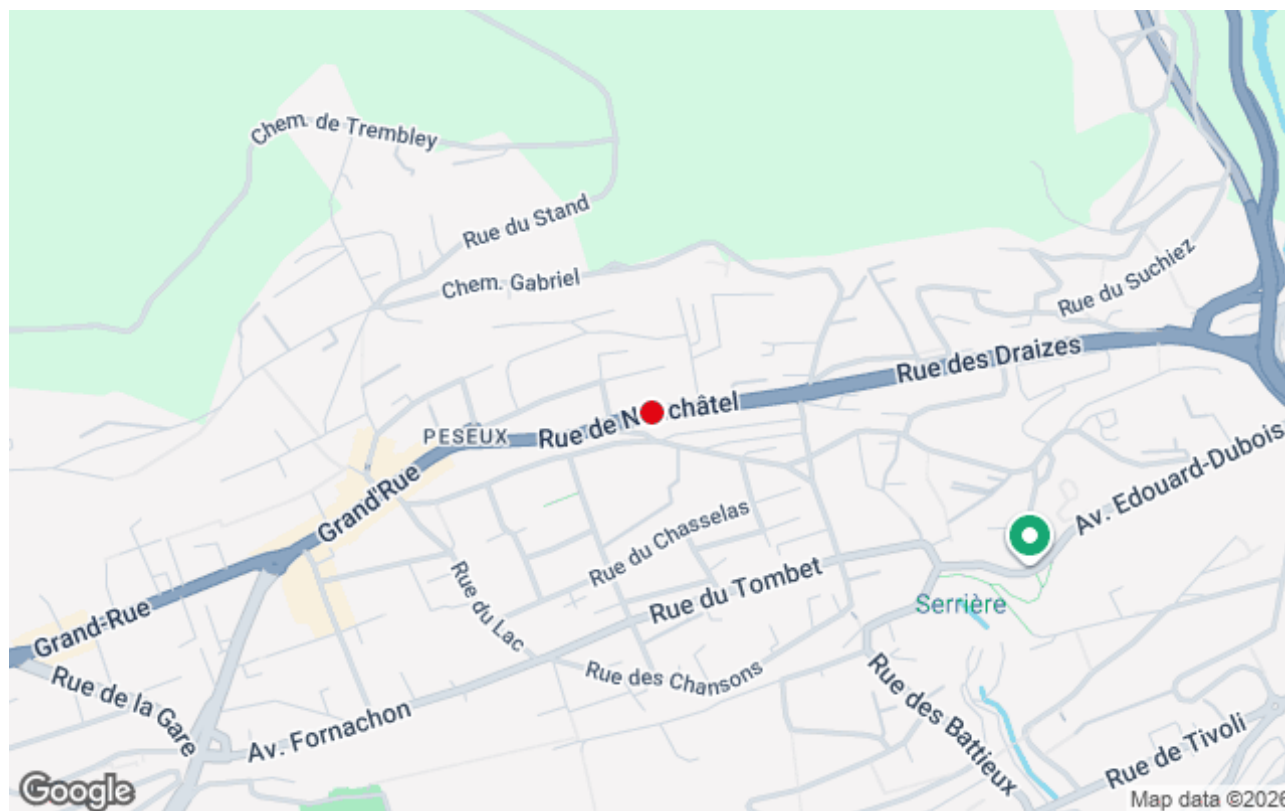 Chem. de Trembley
Rue du Stand
Chem. Gabriel
Rue du Suchiez
Rue des Draizes
Rue de N châtel
PESEUX
Grand'Rue
Av. Edouard-Dubois
Rue du Chasselas
Rue du Tombet
Serrière
Rue du Lac
Grand-Rue
Rue des Chansons
Rue de la Gare
Rue des Battieux
Av. Fornachon
Rue de Tivoli
Google
Map data ©2026